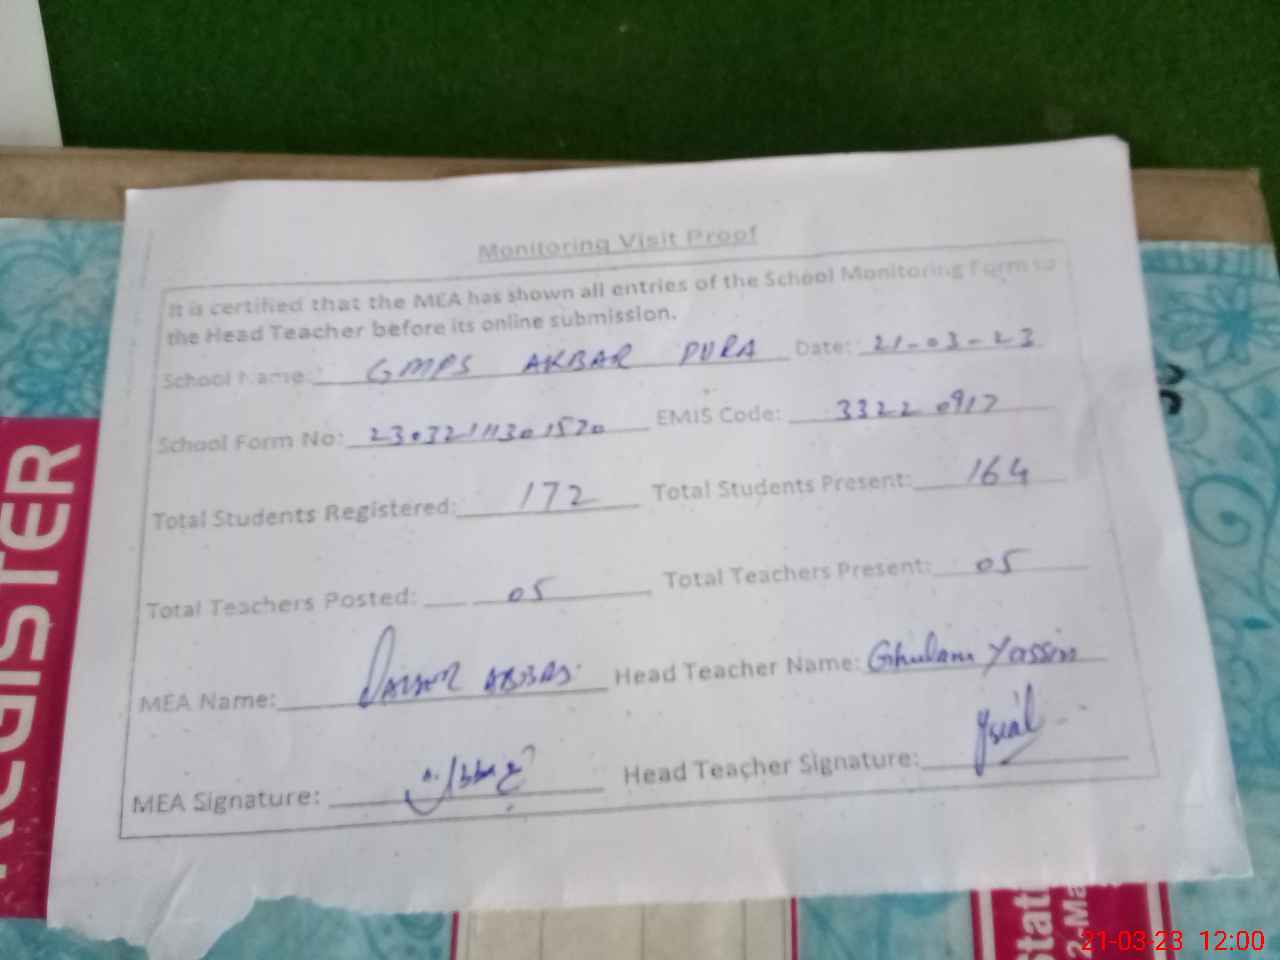 Monitoring Visit Proof
It is certified that the MEA has shown all entries of the School Monitoring Form to
the Head Teacher before its online submission.
School Name: GMPS AKBAR PURA Date: 21-03-23
School Form No: EMIS Code: 33220917
Total Students Registered: 172 Total Students Present: 164
Total Teachers Posted: 05 Total Teachers Present: 05
MEA Name: ABBAS Head Teacher Name: Ghulam Yassin
MEA Signature: Head Teacher Signature:
REGISTER
21-03-23 12:00